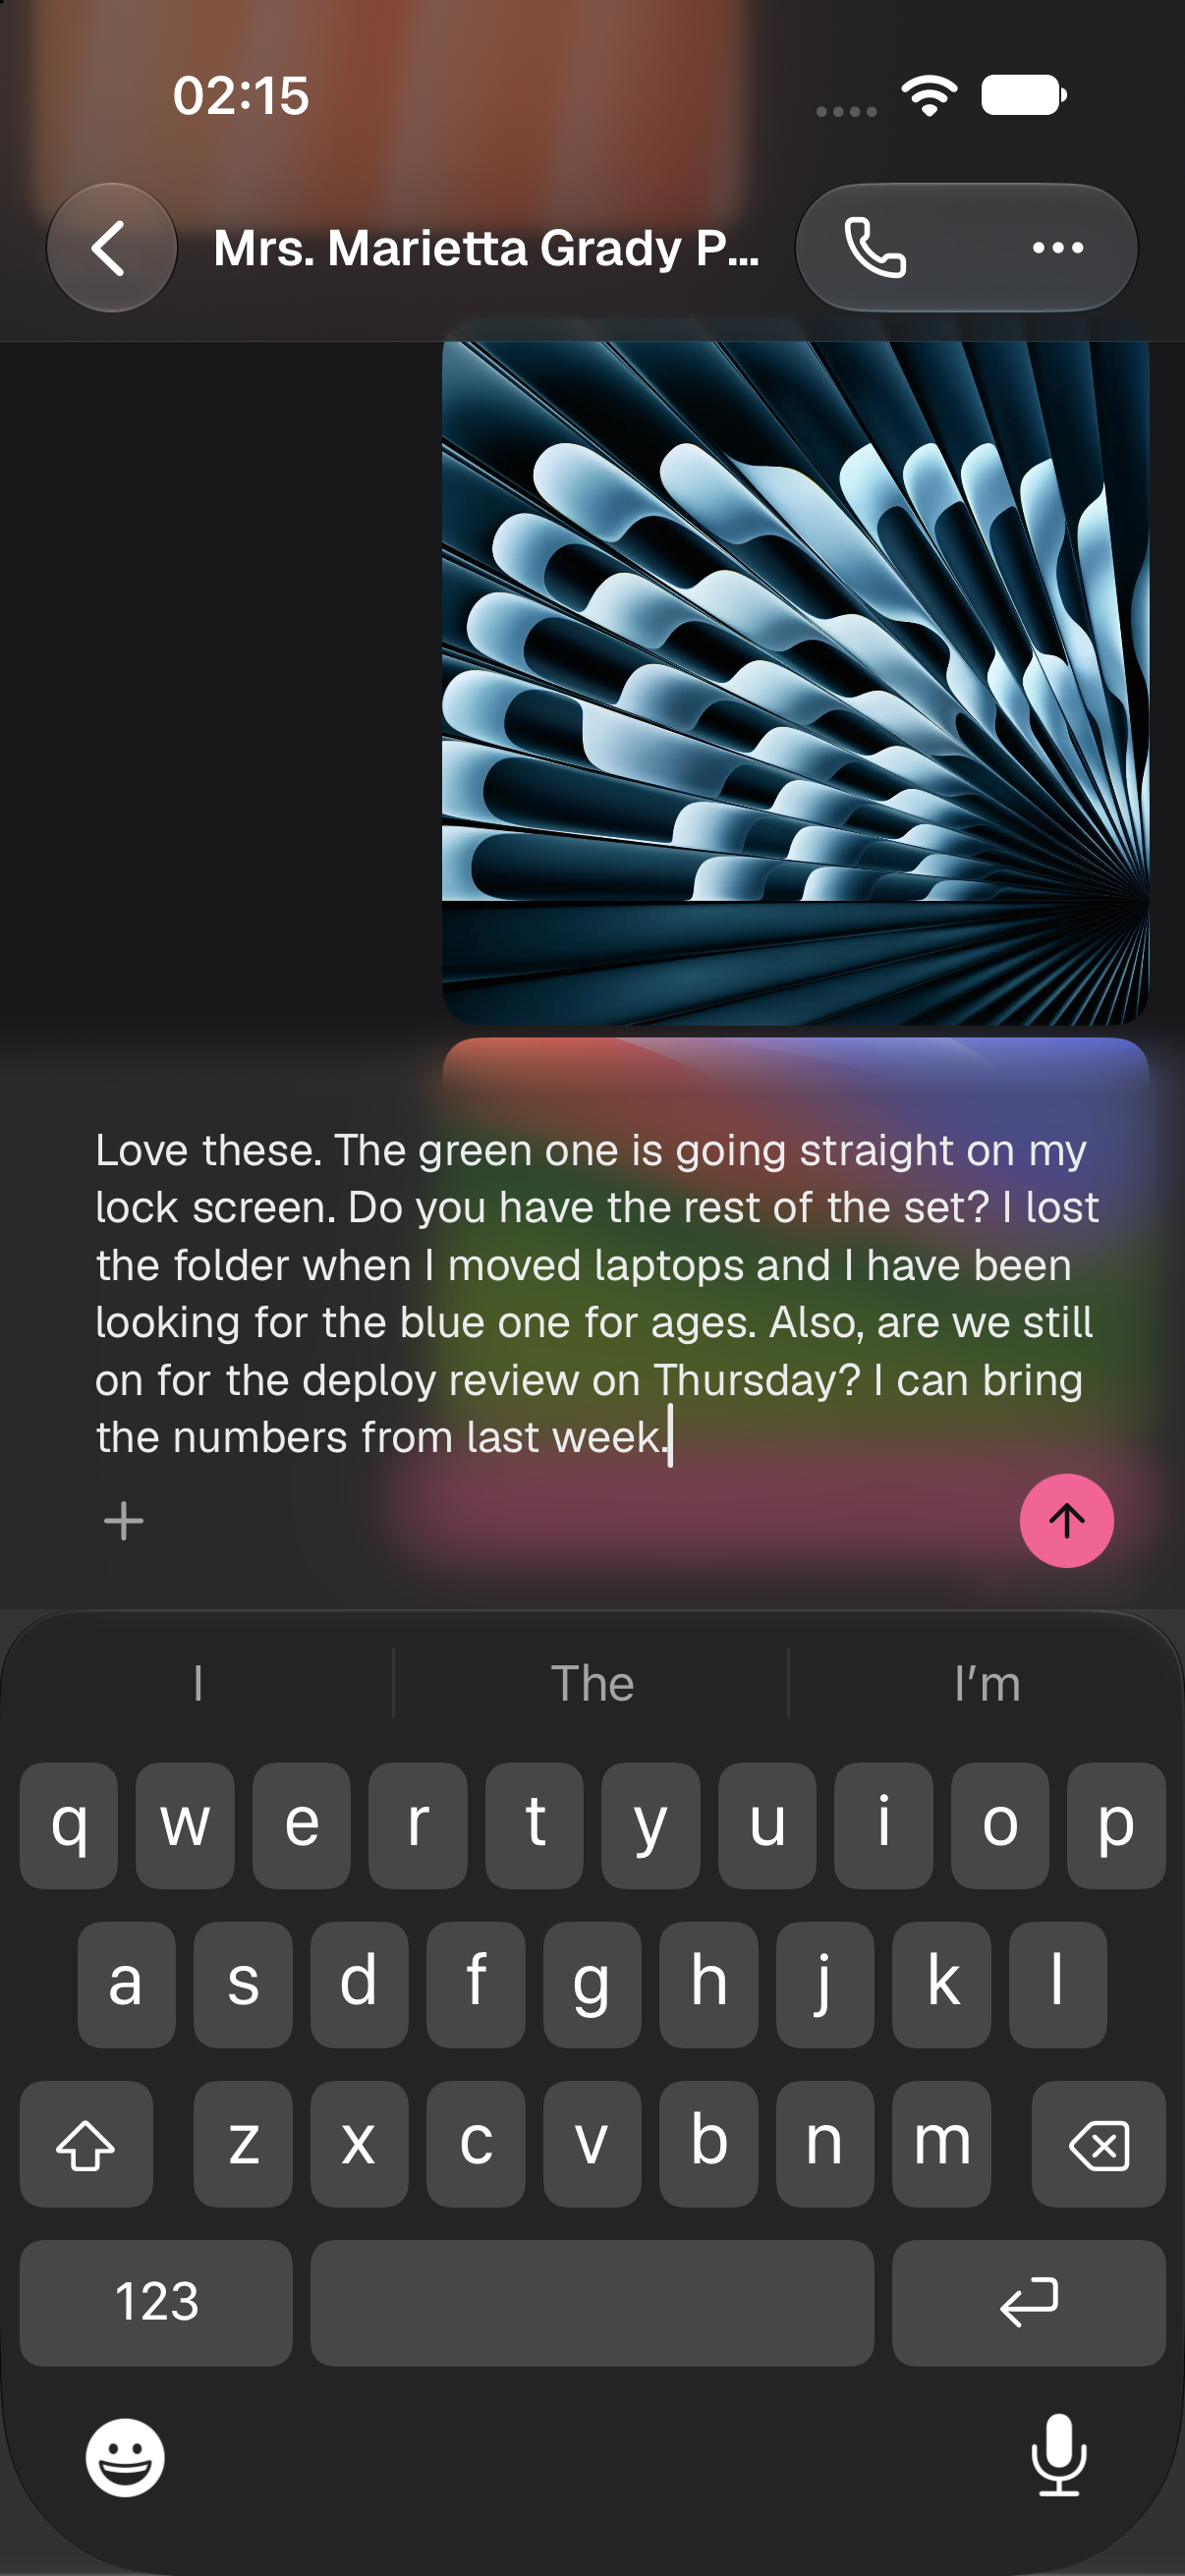 02:15
Mrs. Marietta Grady P...
Love these. The green one is going straight on my
lock screen. Do you have the rest of the set? I lost
the folder when I moved laptops and I have been
looking for the blue one for ages. Also, are we still
on for the deploy review on Thursday? I can bring
the numbers from last week.
I The I'm
q w e r t y u i o p
a s d f g h j k l
z x c v b n m
123